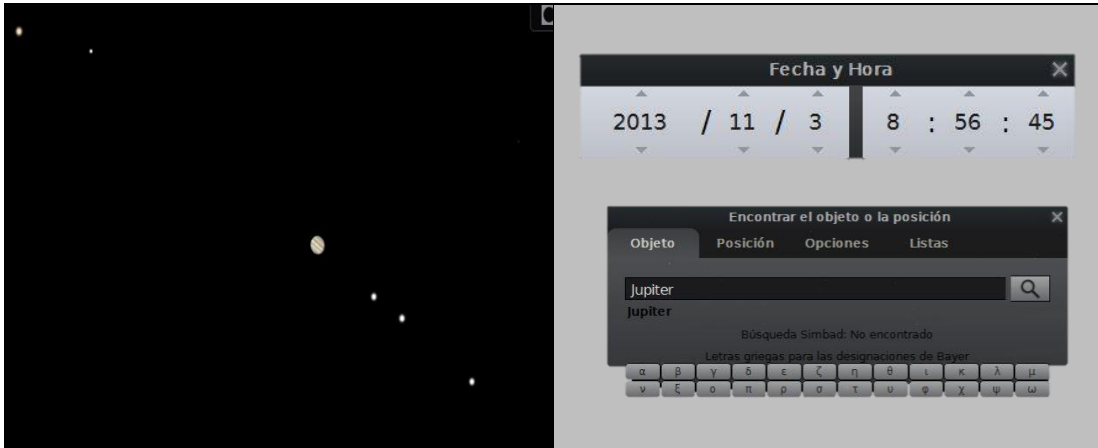 Fecha y Hora
2013 / 11 / 3 8 : 56 : 45
Encontrar el objeto o la posición
Objeto Posición Opciones Listas
Jupiter
Jupiter
Búsqueda Simbad: No encontrado
Letras griegas para las designaciones de Bayer
α β γ δ ε ζ η θ ι κ λ μ
ν ξ ο π ρ σ τ υ φ χ ψ ω